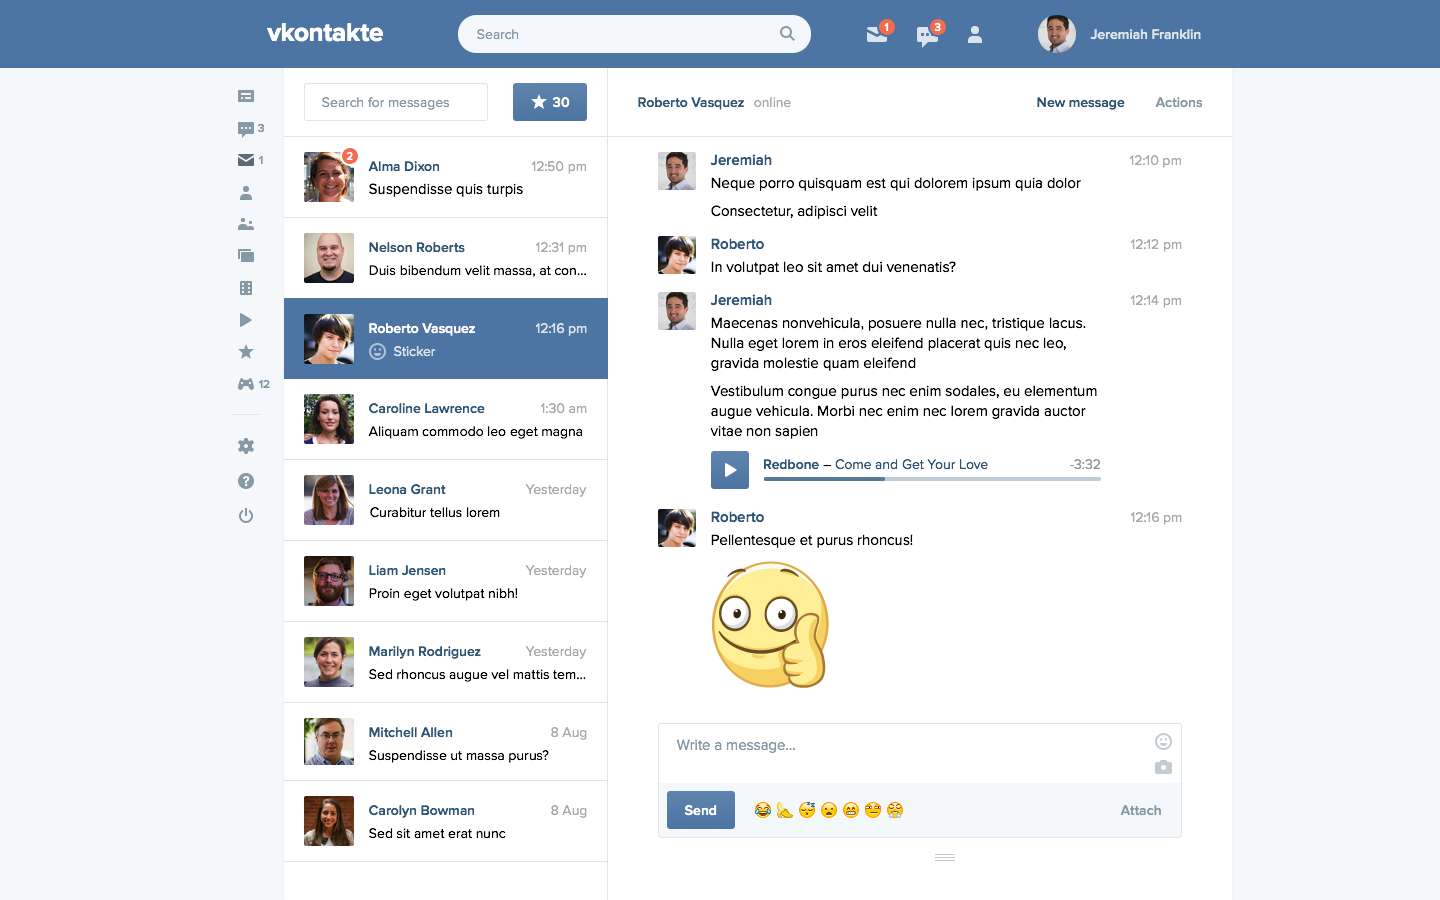 vkontakte
Search
1
3
Jeremiah Franklin
3
1
12
Search for messages
30
Alma Dixon 12:50 pm
2
Suspendisse quis turpis
Nelson Roberts 12:31 pm
Duis bibendum velit massa, at con...
Roberto Vasquez 12:16 pm
Sticker
Caroline Lawrence 1:30 am
Aliquam commodo leo eget magna
Leona Grant Yesterday
Curabitur tellus lorem
Liam Jensen Yesterday
Proin eget volutpat nibh!
Marilyn Rodriguez Yesterday
Sed rhoncus augue vel mattis tem...
Mitchell Allen 8 Aug
Suspendisse ut massa purus?
Carolyn Bowman 8 Aug
Sed sit amet erat nunc
Roberto Vasquez online
New message Actions
Jeremiah 12:10 pm
Neque porro quisquam est qui dolorem ipsum quia dolor
Consectetur, adipisci velit
Roberto 12:12 pm
In volutpat leo sit amet dui venenatis?
Jeremiah 12:14 pm
Maecenas nonvehicula, posuere nulla nec, tristique lacus.
Nulla eget lorem in eros eleifend placerat quis nec leo,
gravida molestie quam eleifend
Vestibulum congue purus nec enim sodales, eu elementum
augue vehicula. Morbi nec enim nec lorem gravida auctor
vitae non sapien
Redbone – Come and Get Your Love -3:32
Roberto 12:16 pm
Pellentesque et purus rhoncus!
Write a message...
Send
Attach